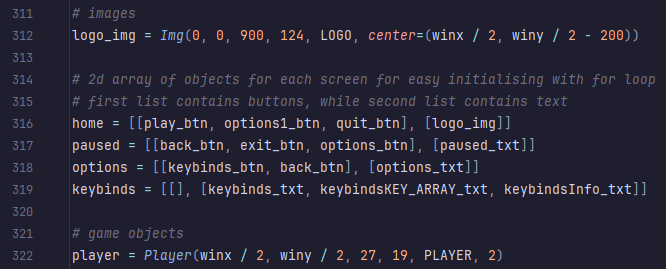 311 # images
312 logo_img = Img(0, 0, 900, 124, LOGO, center=(winx / 2, winy / 2 - 200))
313
314 # 2d array of objects for each screen for easy initialising with for loop
315 # first list contains buttons, while second list contains text
316 home = [[play_btn, options1_btn, quit_btn], [logo_img]]
317 paused = [[back_btn, exit_btn, options_btn], [paused_txt]]
318 options = [[keybinds_btn, back_btn], [options_txt]]
319 keybinds = [[], [keybinds_txt, keybindsKEY_ARRAY_txt, keybindsInfo_txt]]
320
321 # game objects
322 player = Player(winx / 2, winy / 2, 27, 19, PLAYER, 2)